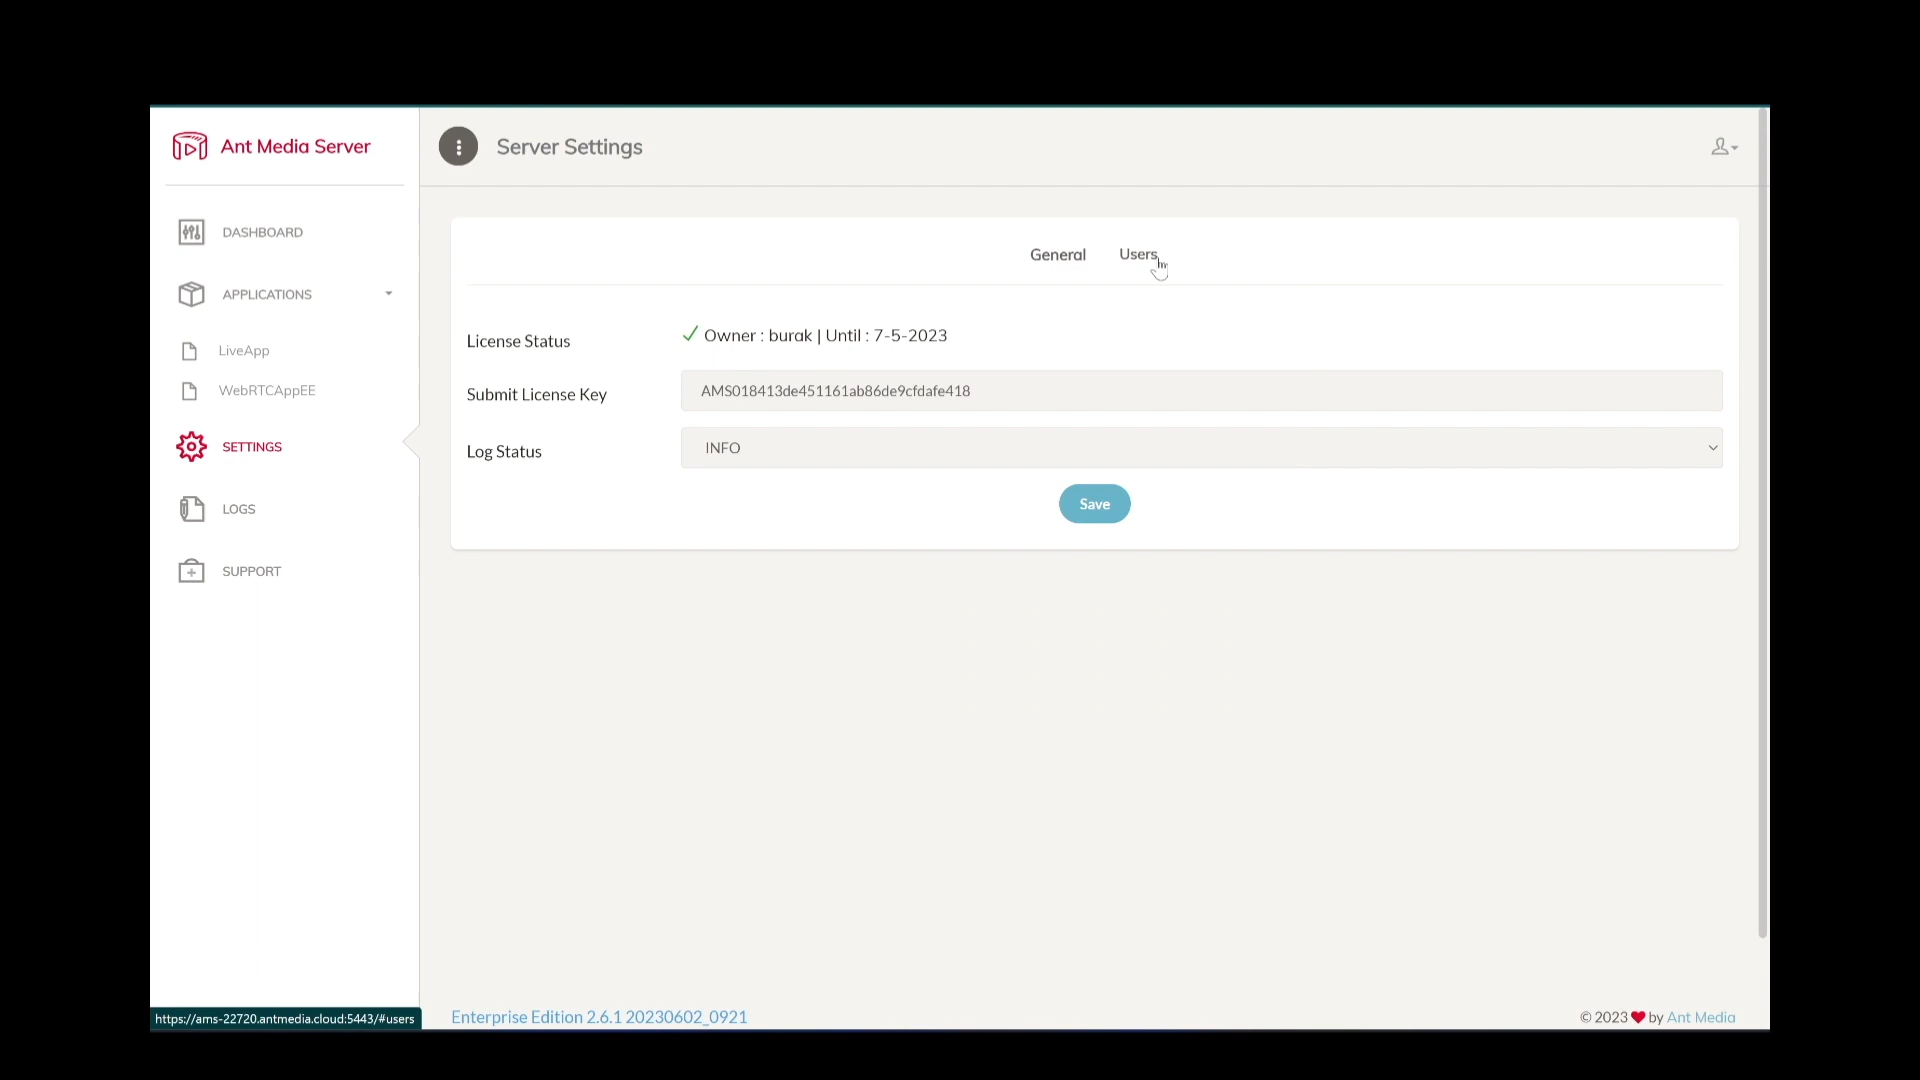 Ant Media Server
Server Settings
DASHBOARD
APPLICATIONS
LiveApp
WebRTCAppEE
SETTINGS
LOGS
SUPPORT
General Users
License Status
Owner : burak | Until : 7-5-2023
Submit License Key
AMS018413de451161ab86de9cfdafe418
Log Status
INFO
Save
https://ams-22720.antmedia.cloud:5443/#users
Enterprise Edition 2.6.1 20230602_0921
© 2023 ❤ by Ant Media